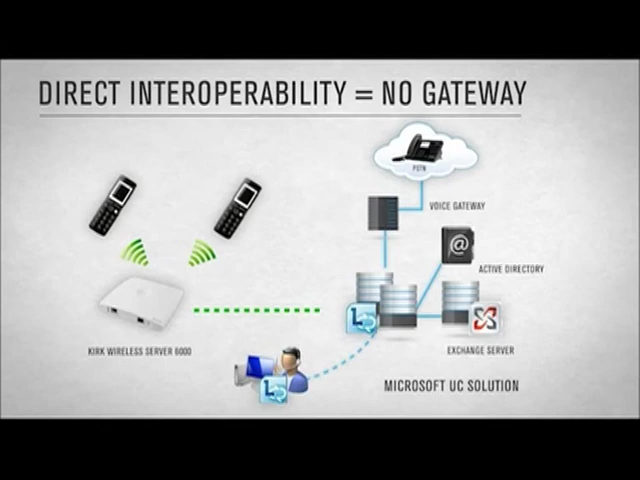 DIRECT INTEROPERABILITY = NO GATEWAY
PSTN
VOICE GATEWAY
@
ACTIVE DIRECTORY
L
KIRK WIRELESS SERVER 6000
EXCHANGE SERVER
L
MICROSOFT UC SOLUTION